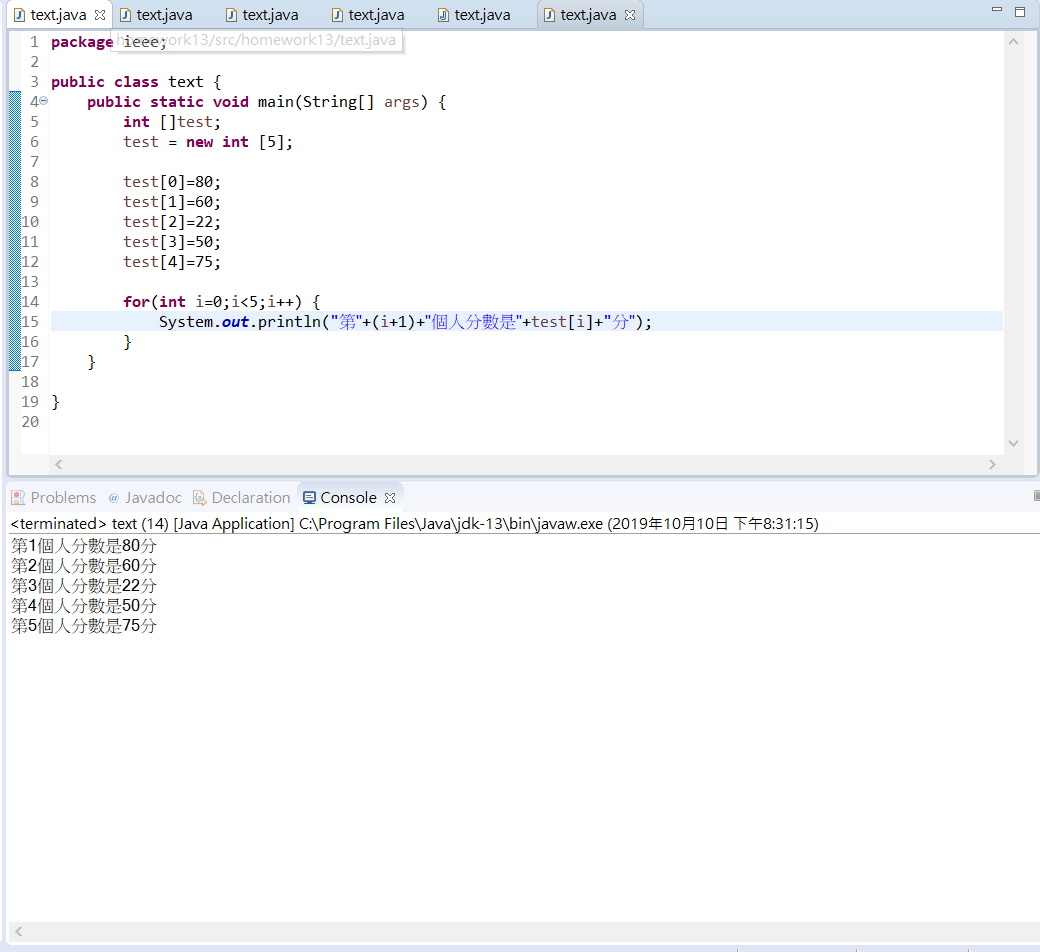 text.java text.java text.java text.java text.java text.java
homework13/src/homework13/text.java
1 package ieee;
2
3 public class text {
4 public static void main(String[] args) {
5 int []test;
6 test = new int [5];
7
8 test[0]=80;
9 test[1]=60;
10 test[2]=22;
11 test[3]=50;
12 test[4]=75;
13
14 for(int i=0;i<5;i++) {
15 System.out.println("第"+(i+1)+"個人分數是"+test[i]+"分");
16 }
17 }
18
19 }
20
Problems Javadoc Declaration Console
<terminated> text (14) [Java Application] C:\Program Files\Java\jdk-13\bin\javaw.exe (2019年10月10日 下午8:31:15)
第1個人分數是80分
第2個人分數是60分
第3個人分數是22分
第4個人分數是50分
第5個人分數是75分